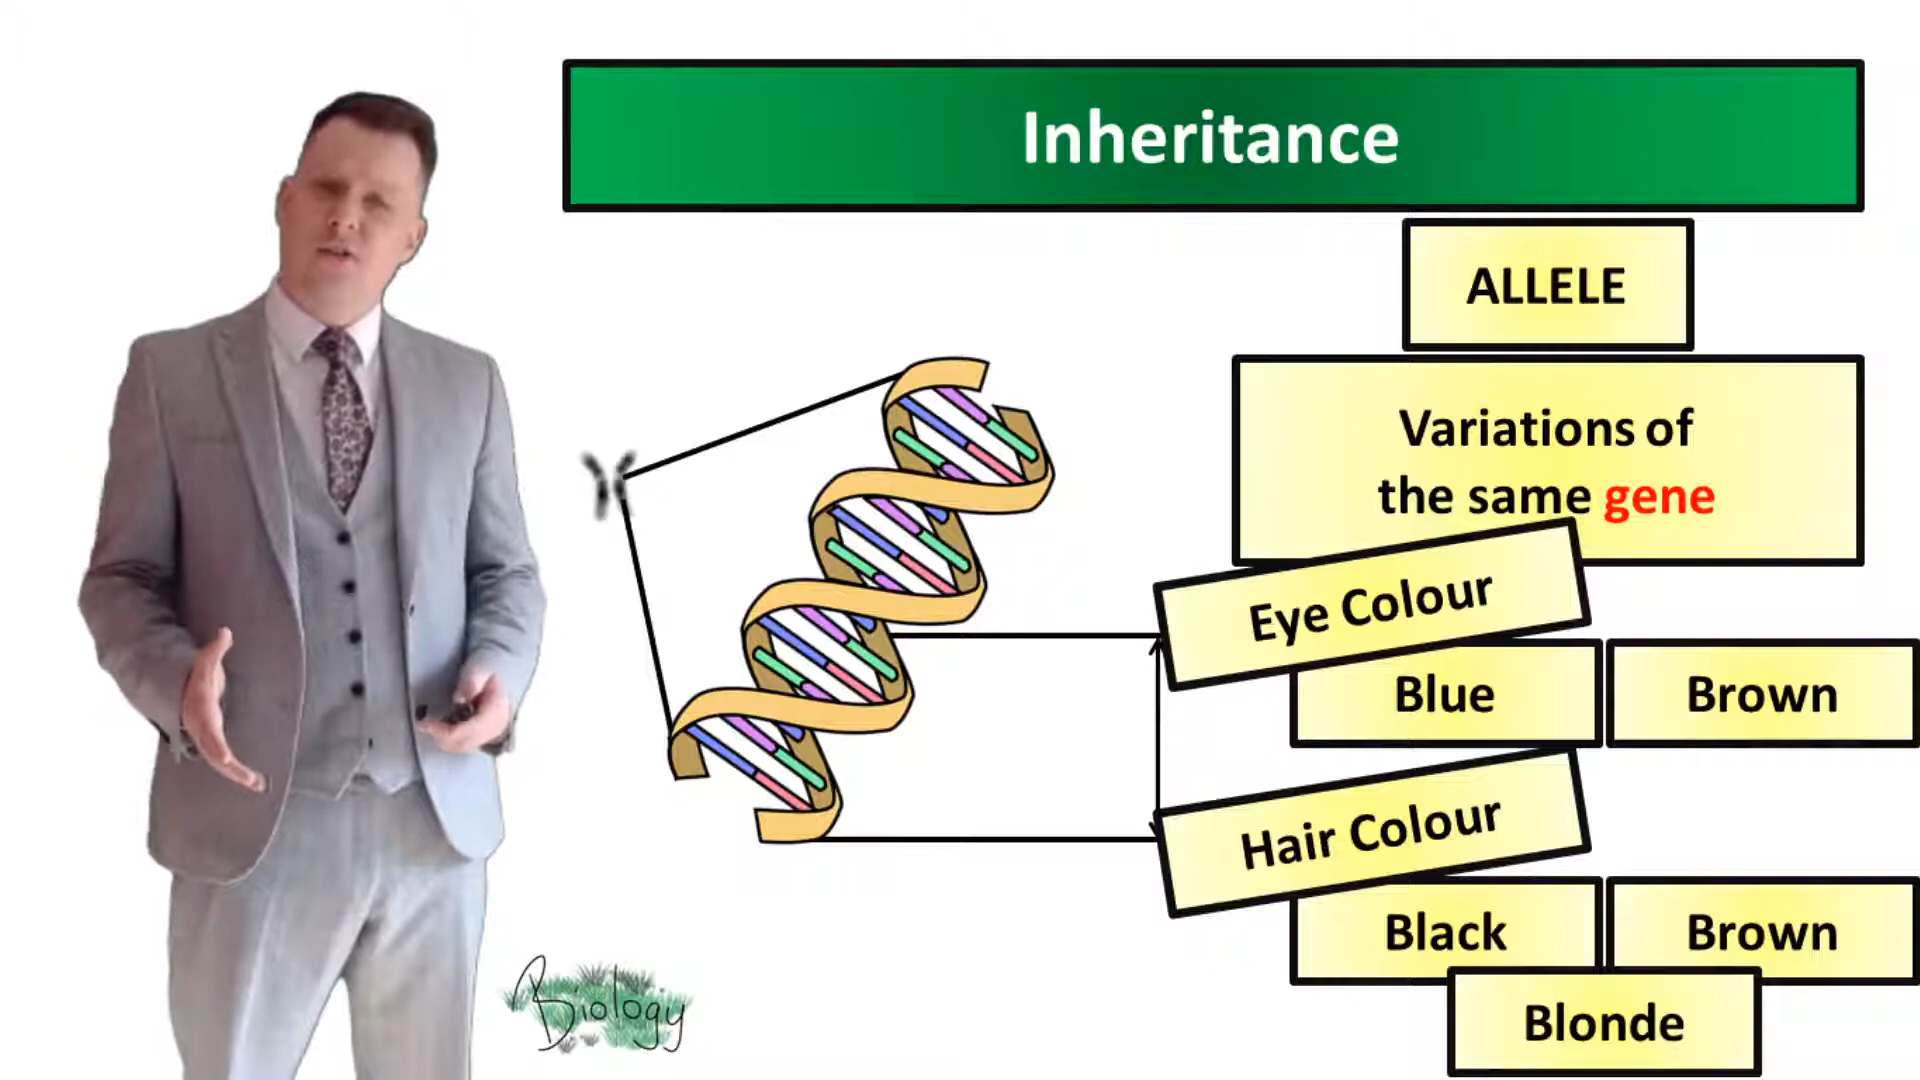 Inheritance
ALLELE
Variations of
the same gene
Eye Colour
Blue
Brown
Hair Colour
Black
Brown
Blonde
Biology